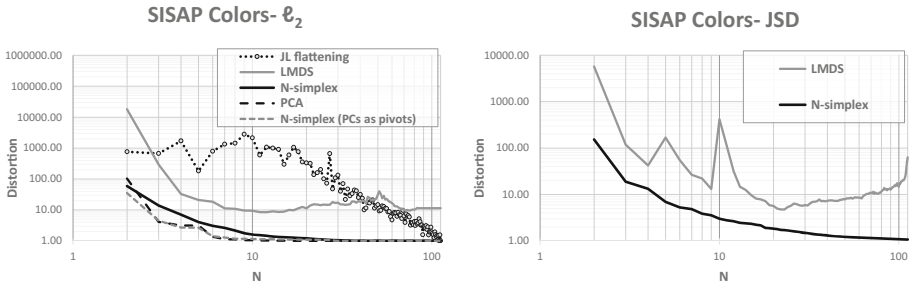 SISAP Colors- ℓ₂
1000000.00
100000.00
10000.00
1000.00
100.00
10.00
1.00
Distortion
1
10
100
N
JL flattening
LMDS
N-simplex
PCA
N-simplex (PCs as pivots)
SISAP Colors- JSD
10000.00
1000.00
100.00
10.00
1.00
Distortion
1
10
100
N
LMDS
N-simplex